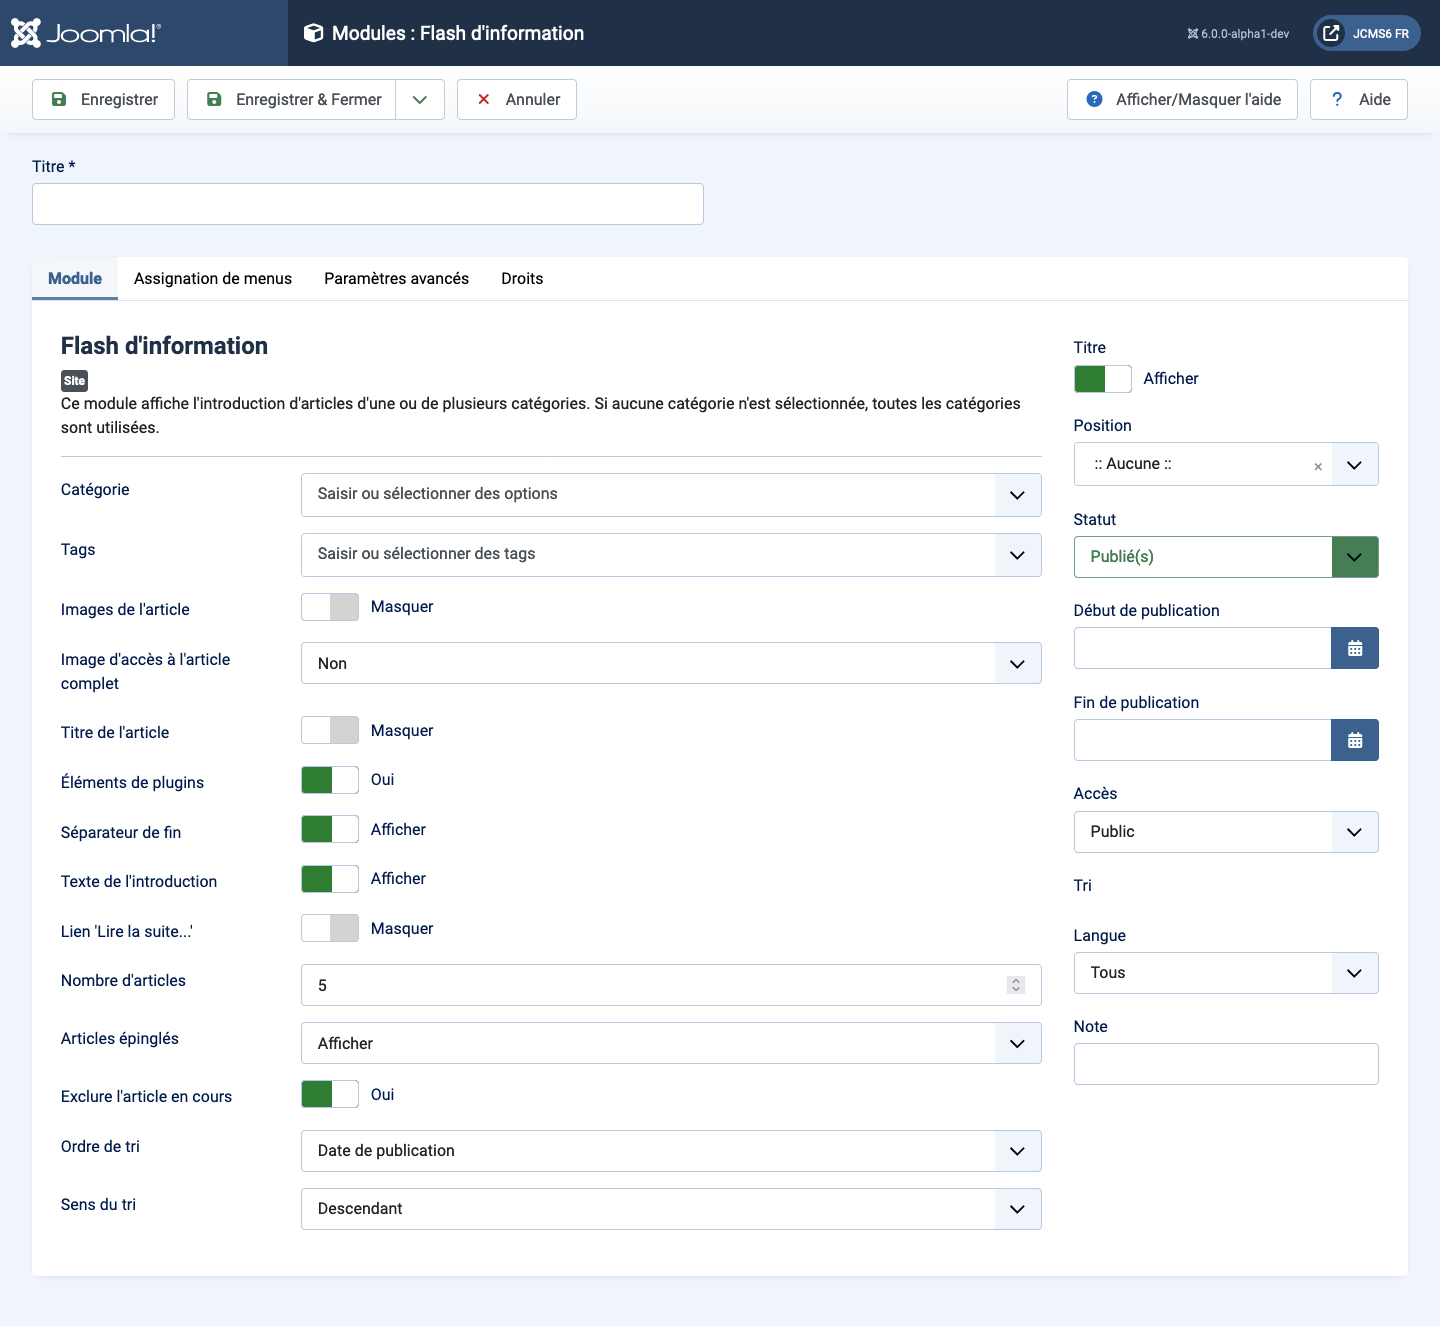 Joomla!®
Modules : Flash d'information
6.0.0-alpha1-dev
JCMS6 FR
Enregistrer
Enregistrer & Fermer
Annuler
Afficher/Masquer l'aide
? Aide
Titre *
Module
Assignation de menus
Paramètres avancés
Droits
Flash d'information
Site
Ce module affiche l'introduction d'articles d'une ou de plusieurs catégories. Si aucune catégorie n'est sélectionnée, toutes les catégories
sont utilisées.
Catégorie
Saisir ou sélectionner des options
Tags
Saisir ou sélectionner des tags
Images de l'article
Masquer
Image d'accès à l'article
complet
Non
Titre de l'article
Masquer
Éléments de plugins
Oui
Séparateur de fin
Afficher
Texte de l'introduction
Afficher
Lien 'Lire la suite...'
Masquer
Nombre d'articles
5
Articles épinglés
Afficher
Exclure l'article en cours
Oui
Ordre de tri
Date de publication
Sens du tri
Descendant
Titre
Afficher
Position
:: Aucune ::
×
Statut
Publié(s)
Début de publication
Fin de publication
Accès
Public
Tri
Langue
Tous
Note